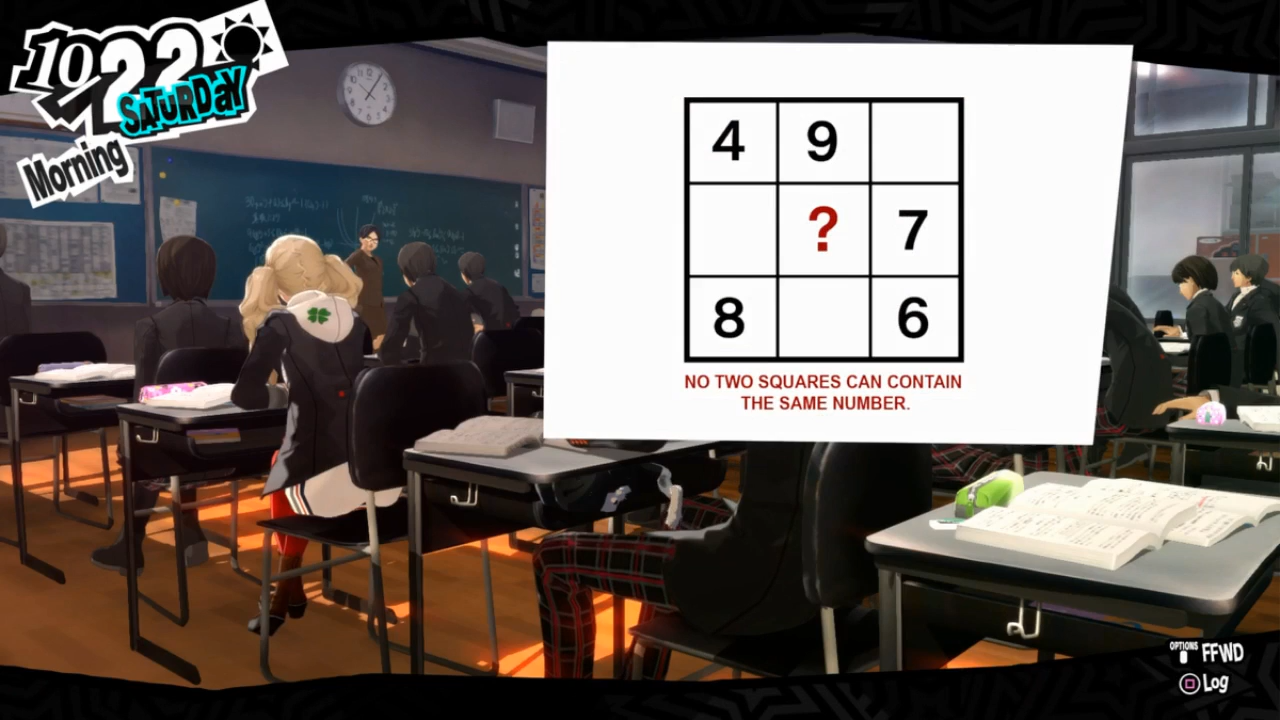 10/22
SATURDAY
Morning
4 9
? 7
8 6
NO TWO SQUARES CAN CONTAIN
THE SAME NUMBER.
OPTIONS FFWD
Log